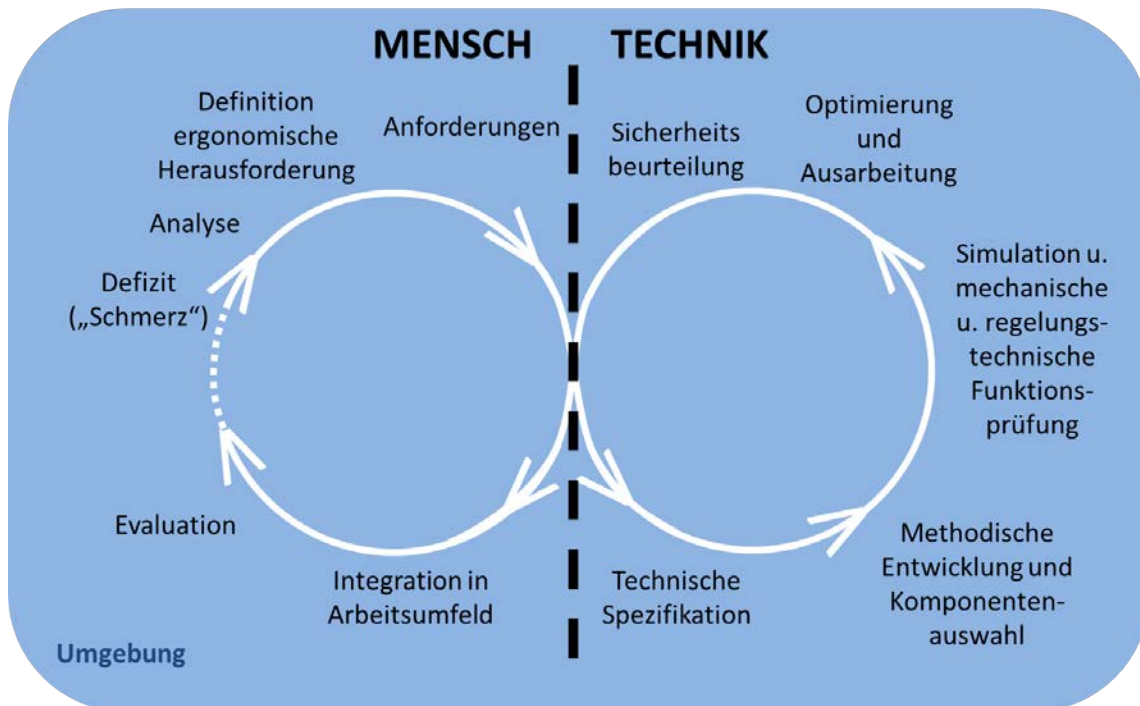 MENSCH
TECHNIK
Definition
ergonomische
Herausforderung
Anforderungen
Sicherheits
beurteilung
Optimierung
und
Ausarbeitung
Analyse
Defizit
(„Schmerz“)
Simulation u.
mechanische
u. regelungs-
technische
Funktions-
prüfung
Evaluation
Integration in
Arbeitsumfeld
Technische
Spezifikation
Methodische
Entwicklung und
Komponenten-
auswahl
Umgebung